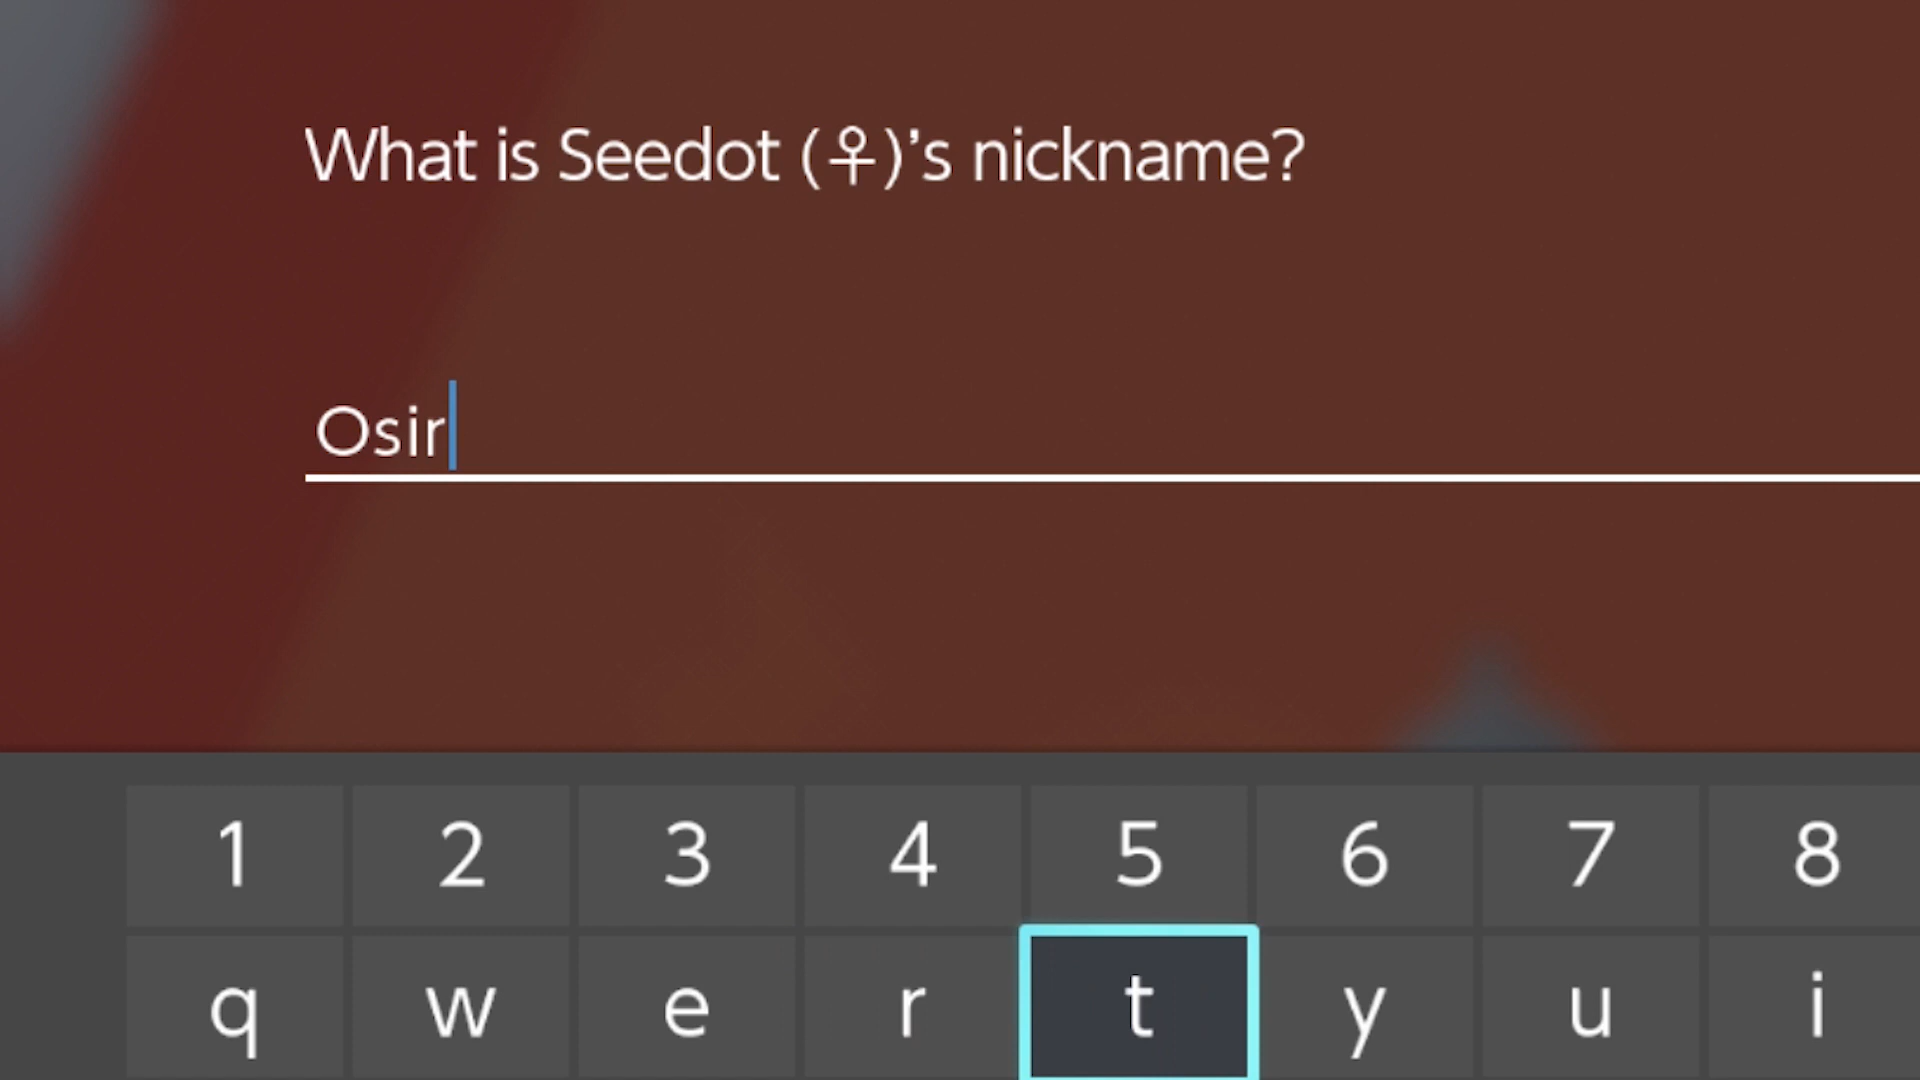 What is Seedot (♀)’s nickname?
Osir
1 2 3 4 5 6 7 8
q w e r t y u i